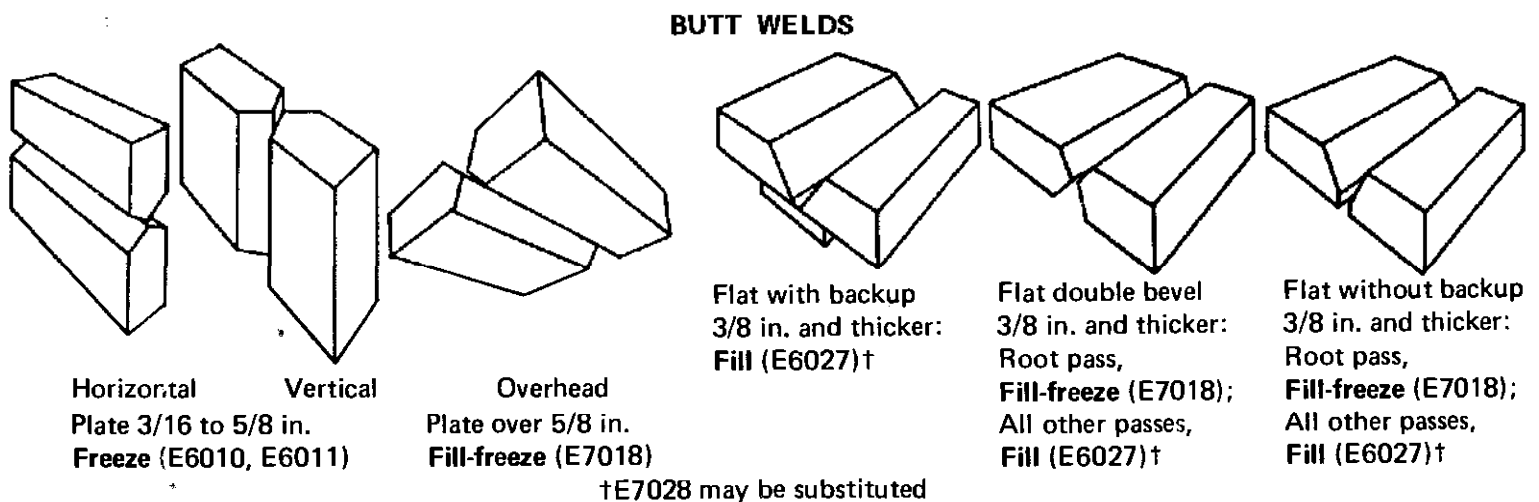 BUTT WELDS
Horizontal
Vertical
Plate 3/16 to 5/8 in.
Freeze (E6010, E6011)
Overhead
Plate over 5/8 in.
Fill-freeze (E7018)
Flat with backup
3/8 in. and thicker:
Fill (E6027)†
Flat double bevel
3/8 in. and thicker:
Root pass,
Fill-freeze (E7018);
All other passes,
Fill (E6027)†
Flat without backup
3/8 in. and thicker:
Root pass,
Fill-freeze (E7018);
All other passes,
Fill (E6027)†
†E7028 may be substituted